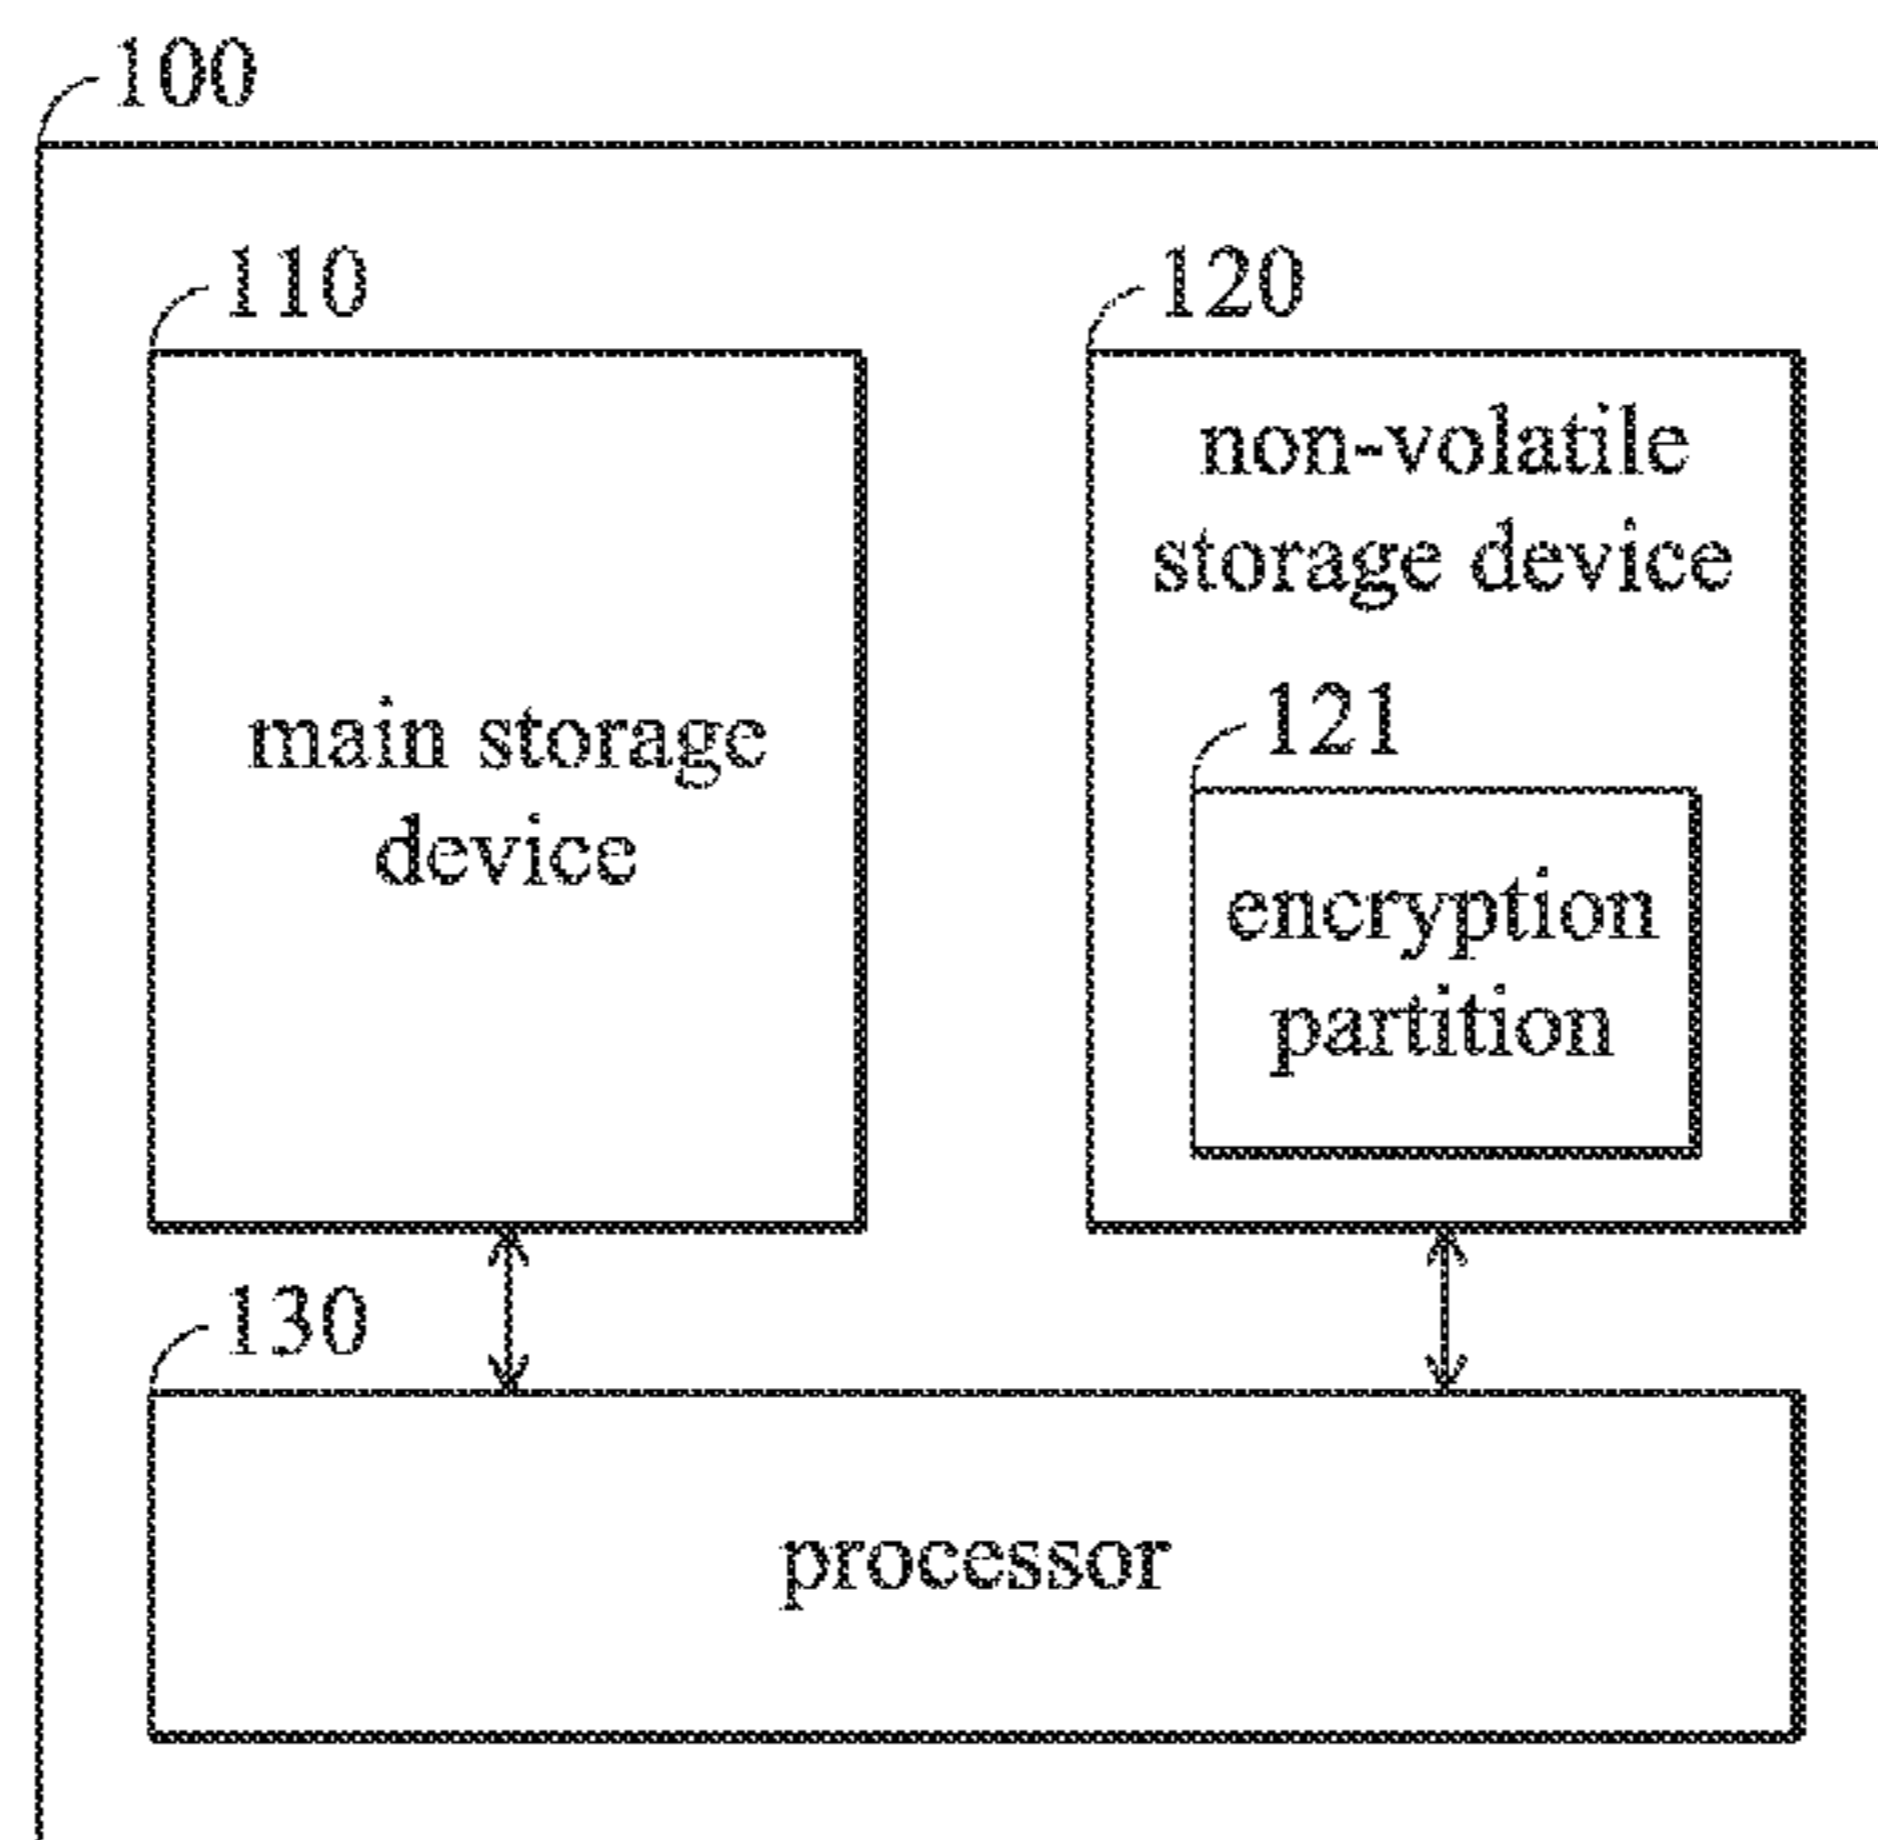 100
110
120
non-volatile
storage device
main storage
device
121
encryption
partition
130
processor